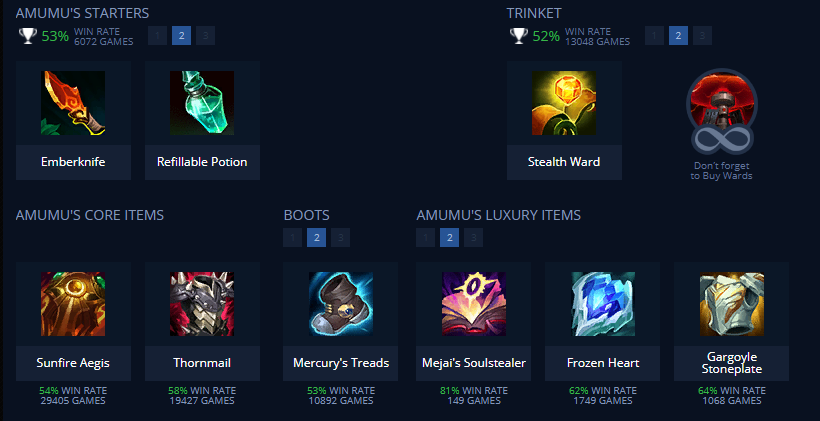 AMUMU'S STARTERS
53% WIN RATE
6072 GAMES
1 2 3
TRINKET
52% WIN RATE
13048 GAMES
1 2 3
Emberknife
Refillable Potion
Stealth Ward
Don't forget
to Buy Wards
AMUMU'S CORE ITEMS
BOOTS
1 2 3
AMUMU'S LUXURY ITEMS
1 2 3
Sunfire Aegis
54% WIN RATE
29405 GAMES
Thornmail
58% WIN RATE
19427 GAMES
Mercury's Treads
53% WIN RATE
10892 GAMES
Mejai's Soulstealer
81% WIN RATE
149 GAMES
Frozen Heart
62% WIN RATE
1749 GAMES
Gargoyle
Stoneplate
64% WIN RATE
1068 GAMES